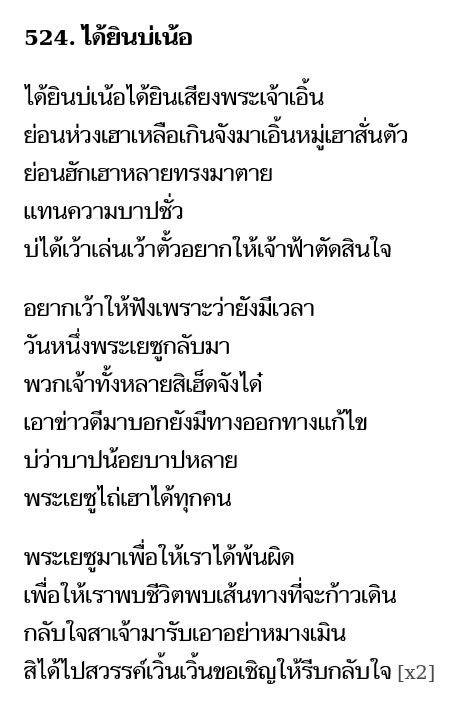 524. ได้ยินบ่เน้อ
ได้ยินบ่เน้อได้ยินเสียงพระเจ้าเอิ้น
ย่อนห่วงเฮาเหลือเกินจังมาเอิ้นหมู่เฮาสั่นตัว
ย่อนฮักเฮาหลายทรงมาตาย
แทนความบาปชั่ว
บ่ได้เว้าเล่นเว้าตั้วอยากให้เจ้าฟ้าตัดสินใจ
อยากเว้าให้ฟังเพราะว่ายังมีเวลา
วันหนึ่งพระเยซูกลับมา
พวกเจ้าทั้งหลายสิเฮ็ดจังได๋
เอาข่าวดีมาบอกยังมีทางออกทางแก้ไข
บ่ว่าบาปน้อยบาปหลาย
พระเยซูไถ่เฮาได้ทุกคน
พระเยซูมาเพื่อให้เราได้พ้นผิด
เพื่อให้เราพบชีวิตพบเส้นทางที่จะก้าวเดิน
กลับใจสาเจ้ามารับเอาอย่าหมางเมิน
สิได้ไปสวรรค์เวิ้นเวิ้นขอเชิญให้รีบกลับใจ [x2]